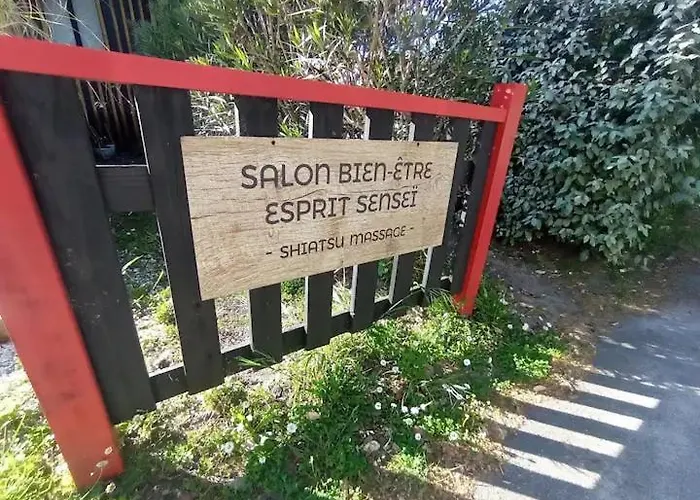 SALON BIEN-ÊTRE
ESPRIT SENSEÏ
- SHIATSU MASSAGE -